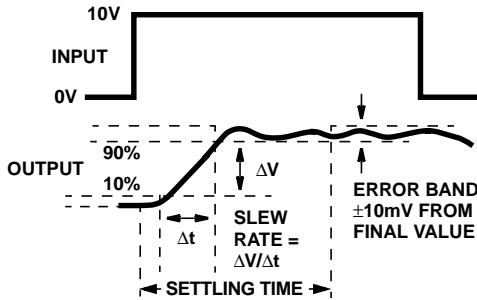 10V
INPUT
0V
90%
OUTPUT
10%
ΔV
Δt
SLEW
RATE =
ΔV/Δt
ERROR BAND
±10mV FROM
FINAL VALUE
SETTLING TIME